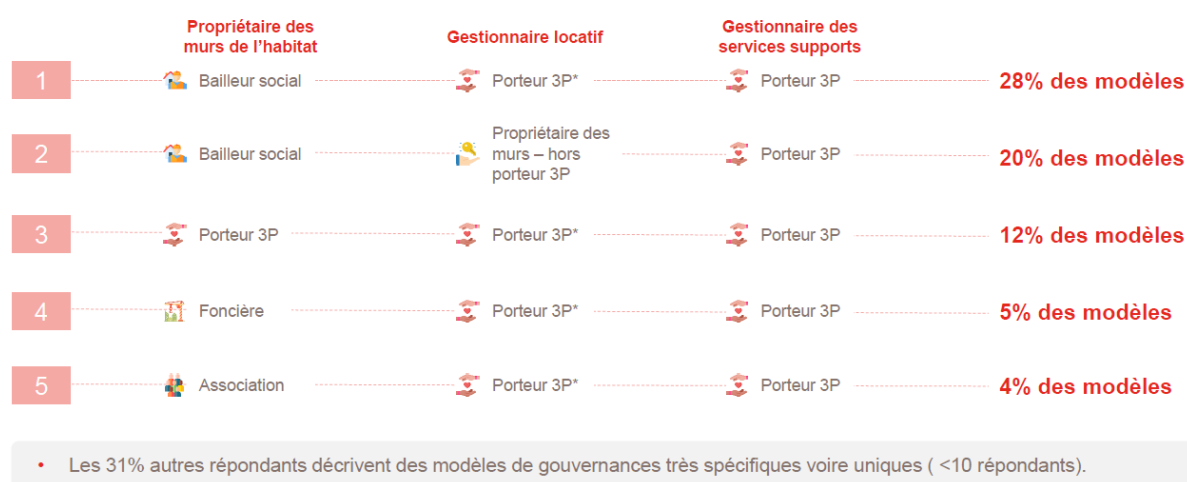 Propriétaire des
murs de l’habitat
Gestionnaire locatif
Gestionnaire des
services supports
1
Bailleur social
Porteur 3P*
Porteur 3P
28% des modèles
2
Bailleur social
Propriétaire des
murs – hors
porteur 3P
Porteur 3P
20% des modèles
3
Porteur 3P
Porteur 3P*
Porteur 3P
12% des modèles
4
Foncière
Porteur 3P*
Porteur 3P
5% des modèles
5
Association
Porteur 3P*
Porteur 3P
4% des modèles
• Les 31% autres répondants décrivent des modèles de gouvernances très spécifiques voire uniques ( <10 répondants).